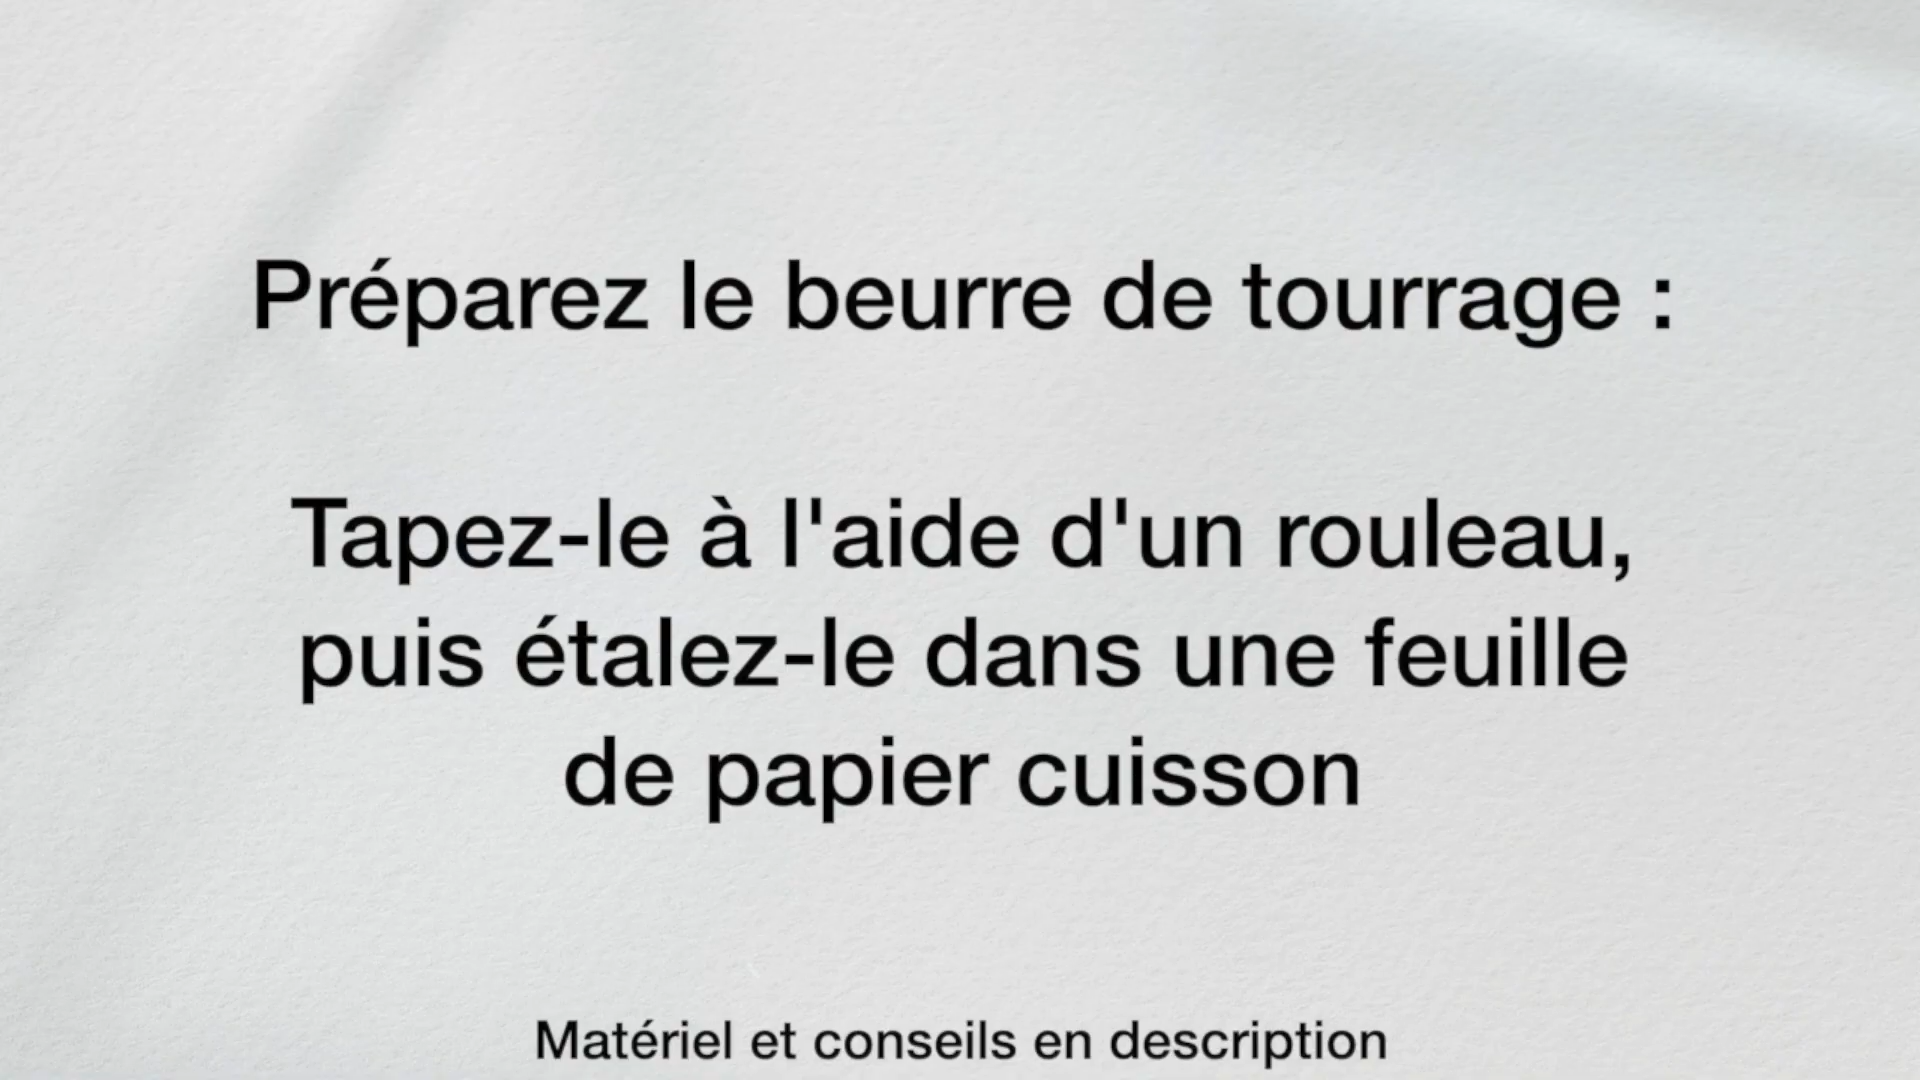 Préparez le beurre de tourrage :
Tapez-le à l'aide d'un rouleau,
puis étalez-le dans une feuille
de papier cuisson
Matériel et conseils en description